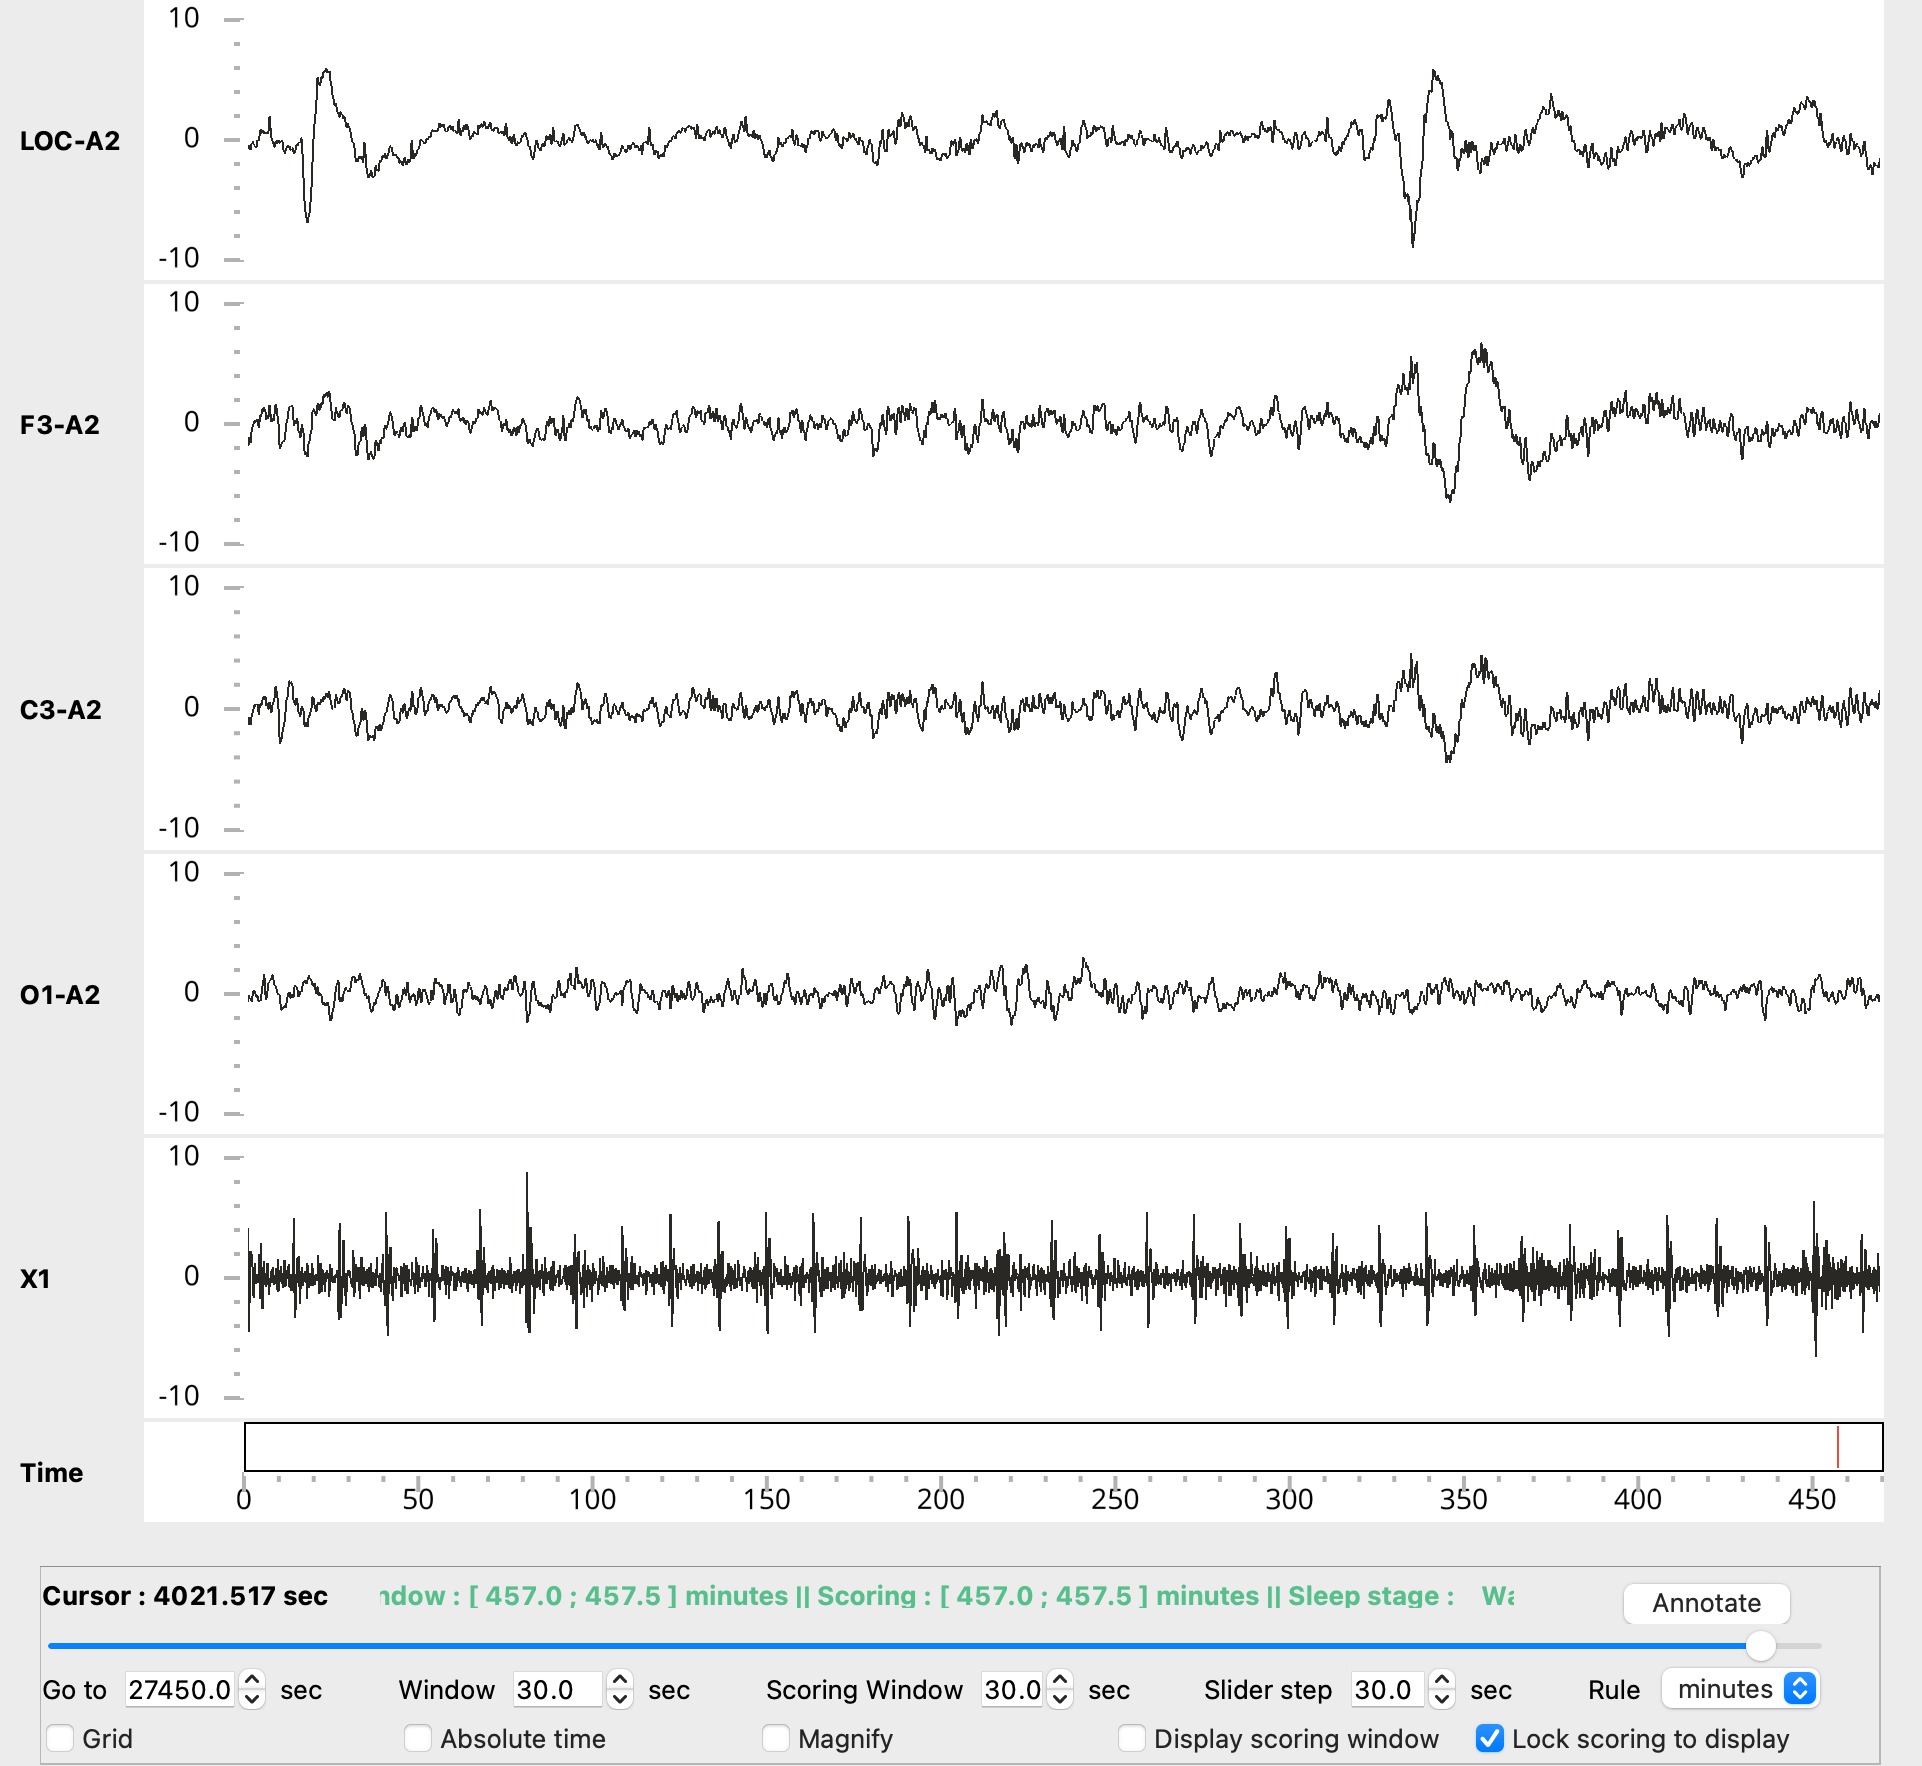 10
LOC-A2
0
-10
10
F3-A2
0
-10
10
C3-A2
0
-10
10
O1-A2
0
-10
10
X1
0
-10
Time
0 50 100 150 200 250 300 350 400 450
Cursor : 4021.517 sec ndow : [ 457.0 ; 457.5 ] minutes || Scoring : [ 457.0 ; 457.5 ] minutes || Sleep stage : Wa Annotate
Go to 27450.0 sec Window 30.0 sec Scoring Window 30.0 sec Slider step 30.0 sec Rule minutes
Grid Absolute time Magnify Display scoring window Lock scoring to display